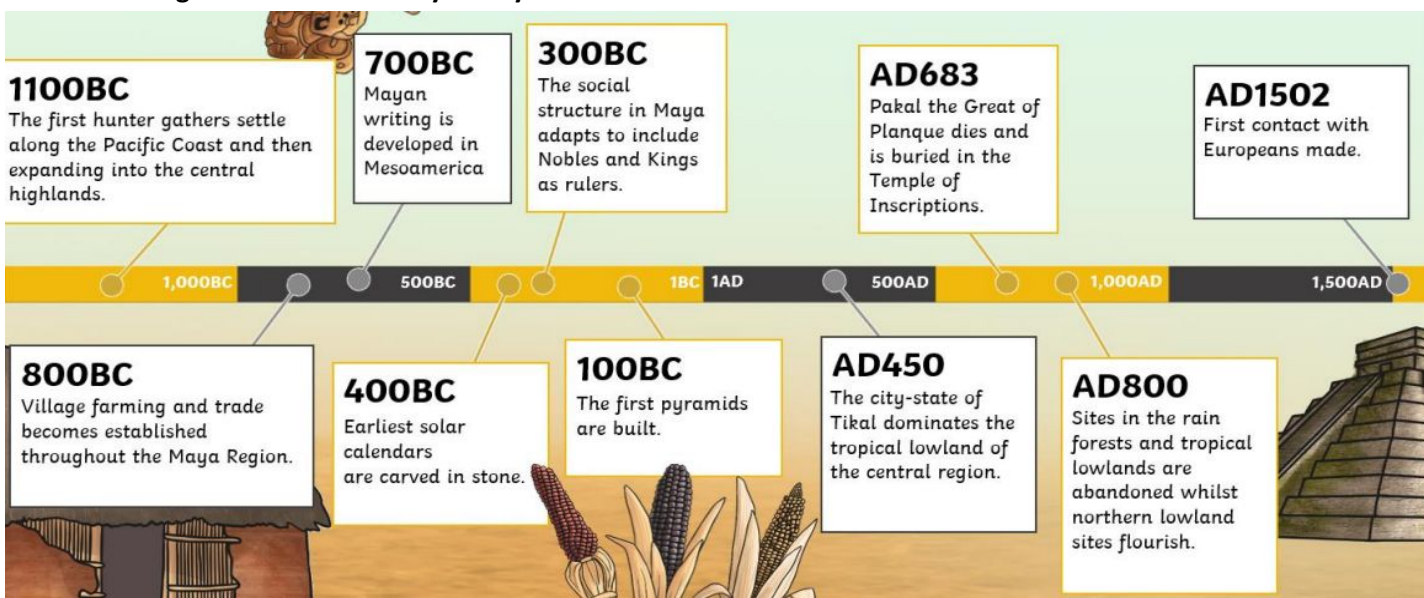 1100BC
The first hunter gathers settle
along the Pacific Coast and then
expanding into the central
highlands.
700BC
Mayan
writing is
developed in
Mesoamerica
300BC
The social
structure in Maya
adapts to include
Nobles and Kings
as rulers.
AD683
Pakal the Great of
Planque dies and
is buried in the
Temple of
Inscriptions.
AD1502
First contact with
Europeans made.
1,000BC
500BC
1BC
1AD
500AD
1,000AD
1,500AD
800BC
Village farming and trade
becomes established
throughout the Maya Region.
400BC
Earliest solar
calendars
are carved in stone.
100BC
The first pyramids
are built.
AD450
The city-state of
Tikal dominates the
tropical lowland of
the central region.
AD800
Sites in the rain
forests and tropical
lowlands are
abandoned whilst
northern lowland
sites flourish.